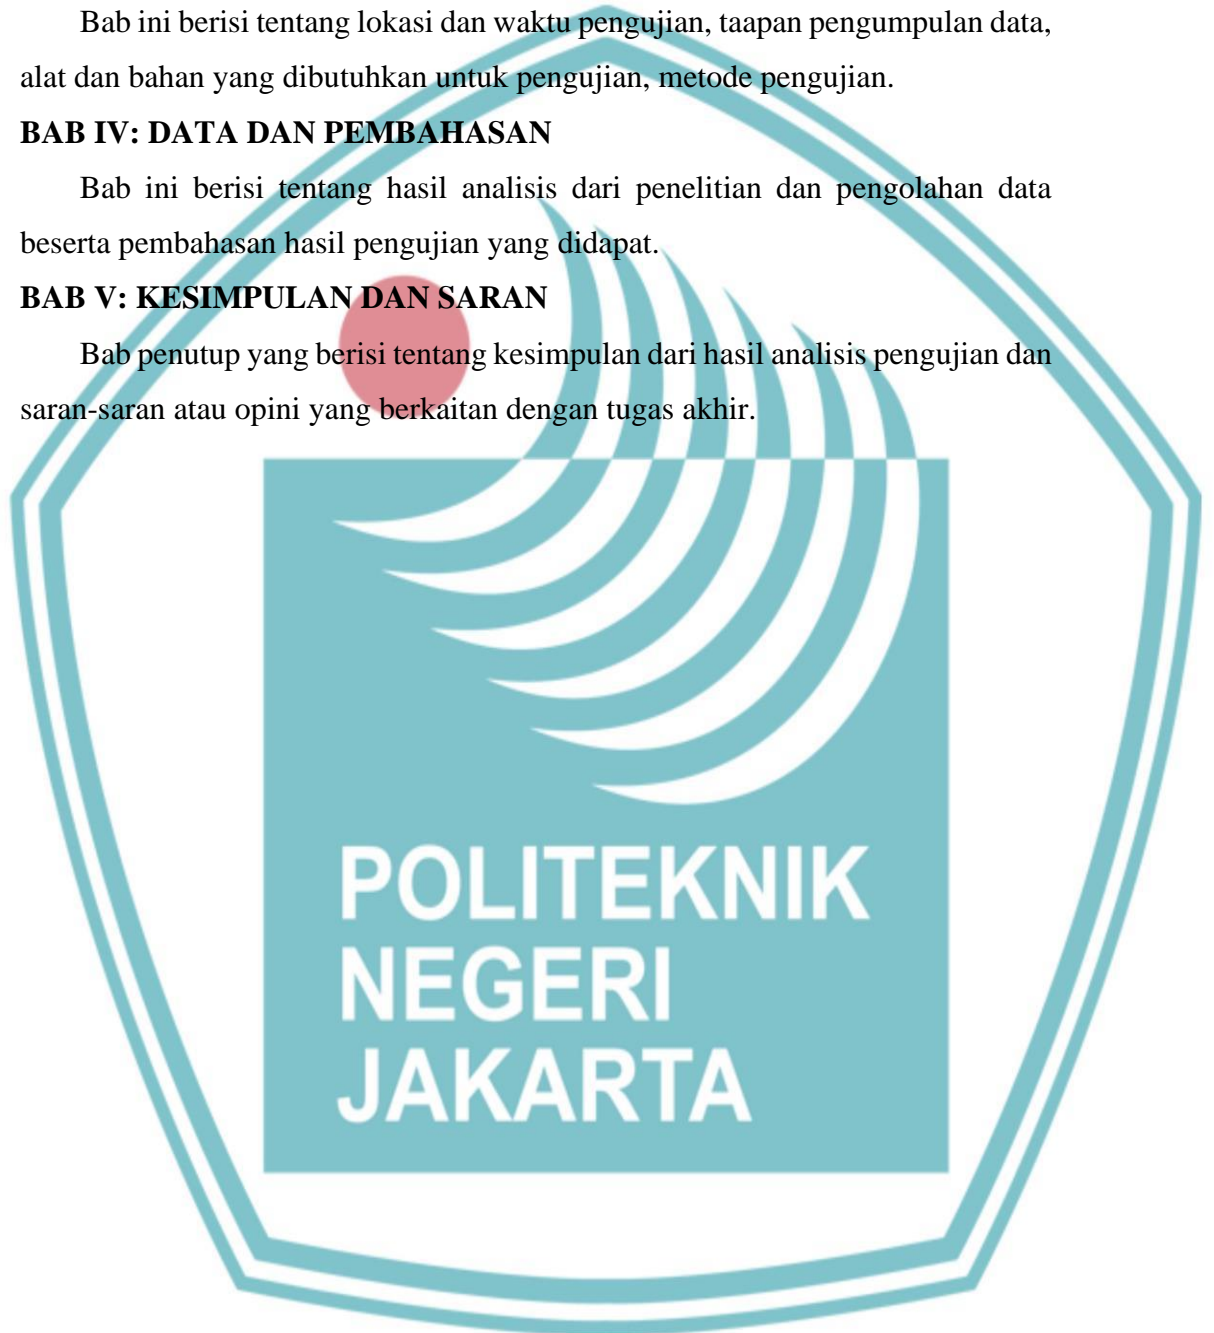 Bab ini berisi tentang lokasi dan waktu pengujian, taapan pengumpulan data,
alat dan bahan yang dibutuhkan untuk pengujian, metode pengujian.
BAB IV: DATA DAN PEMBAHASAN
Bab ini berisi tentang hasil analisis dari penelitian dan pengolahan data
beserta pembahasan hasil pengujian yang didapat.
BAB V: KESIMPULAN DAN SARAN
Bab penutup yang berisi tentang kesimpulan dari hasil analisis pengujian dan
saran-saran atau opini yang berkaitan dengan tugas akhir.
POLITEKNIK
NEGERI
JAKARTA